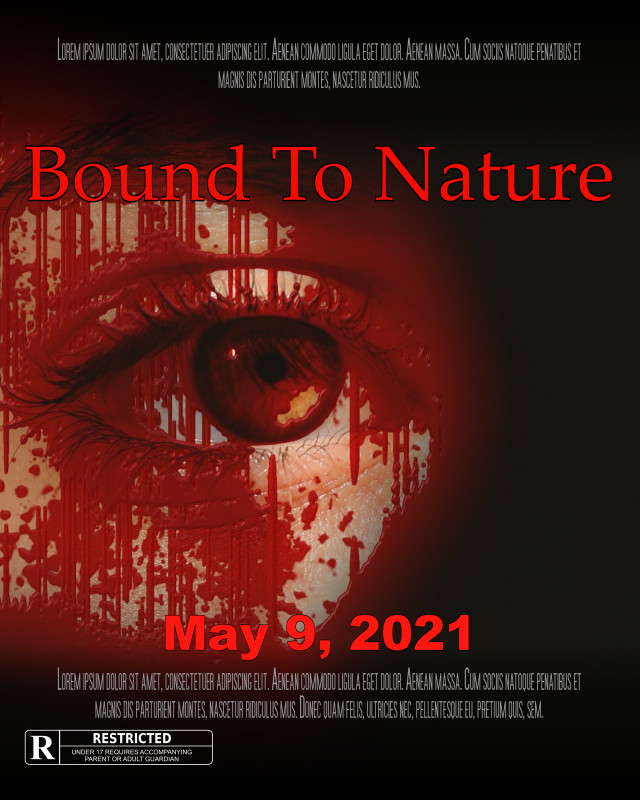 Lorem ipsum dolor sit amet, consectetuer adipiscing elit. Aenean commodo ligula eget dolor. Aenean massa. Cum sociis natoque penatibus et
magnis dis parturient montes, nascetur ridiculus mus.
Bound To Nature
May 9, 2021
Lorem ipsum dolor sit amet, consectetuer adipiscing elit. Aenean commodo ligula eget dolor. Aenean massa. Cum sociis natoque penatibus et
magnis dis parturient montes, nascetur ridiculus mus. Donec quam felis, ultricies nec, pellentesque eu, pretium quis, sem.
R RESTRICTED
UNDER 17 REQUIRES ACCOMPANYING
PARENT OR ADULT GUARDIAN